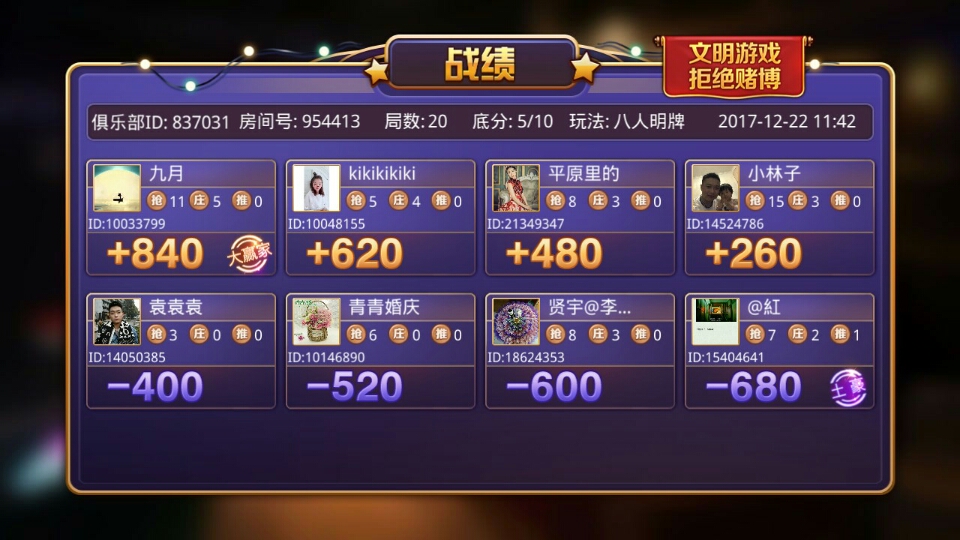 战绩
文明游戏
拒绝赌博
俱乐部ID: 837031 房间号: 954413 局数: 20 底分: 5/10 玩法: 八人明牌 2017-12-22 11:42
九月
抢 11 庄 5 推 0
ID:10033799
+840 大赢家
kikikikiki
抢 5 庄 4 推 0
ID:10048155
+620
平原里的
抢 8 庄 3 推 0
ID:21349347
+480
小林子
抢 15 庄 3 推 0
ID:14524786
+260
袁袁袁
抢 3 庄 0 推 0
ID:14050385
-400
青青婚庆
抢 6 庄 0 推 0
ID:10146890
-520
贤宇@李...
抢 8 庄 3 推 0
ID:18624353
-600
@紅
抢 7 庄 2 推 1
ID:15404641
-680 土豪